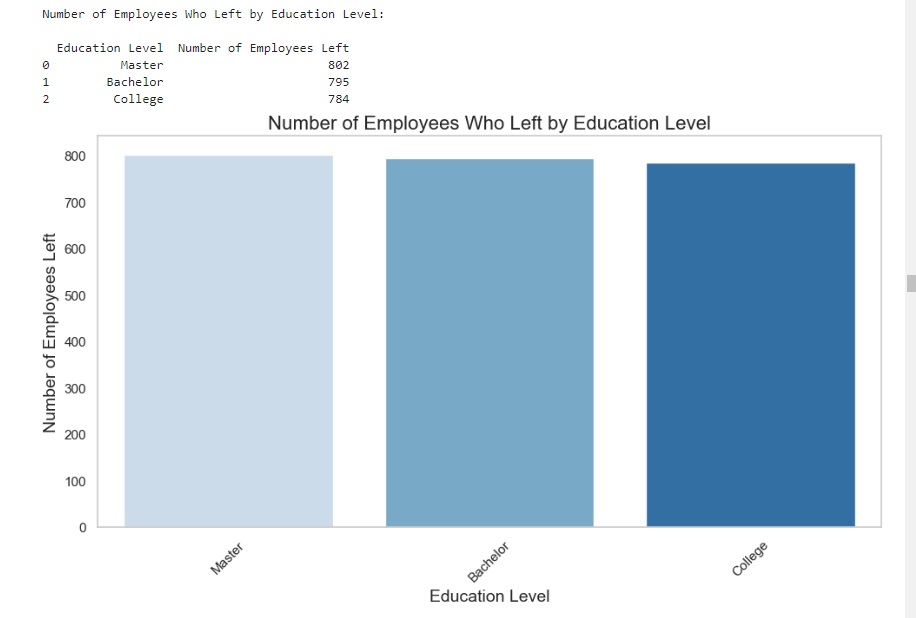 Number of Employees Who Left by Education Level:
Education Level Number of Employees Left
0 Master 802
1 Bachelor 795
2 College 784
Number of Employees Who Left by Education Level
Number of Employees Left
800
700
600
500
400
300
200
100
0
Master
Bachelor
College
Education Level